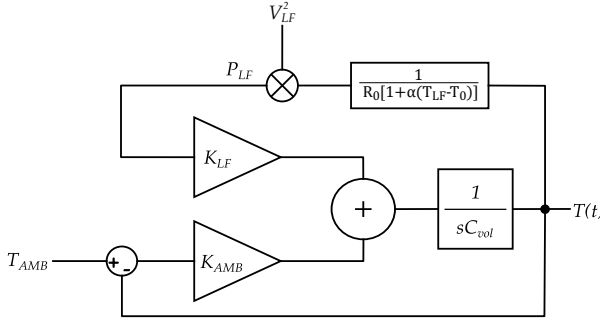 V²LF
PLF
1
R₀[1+α(TLF-T₀)]
KLF
+
1
sCvol
T(t)
TAMB
+
-
KAMB